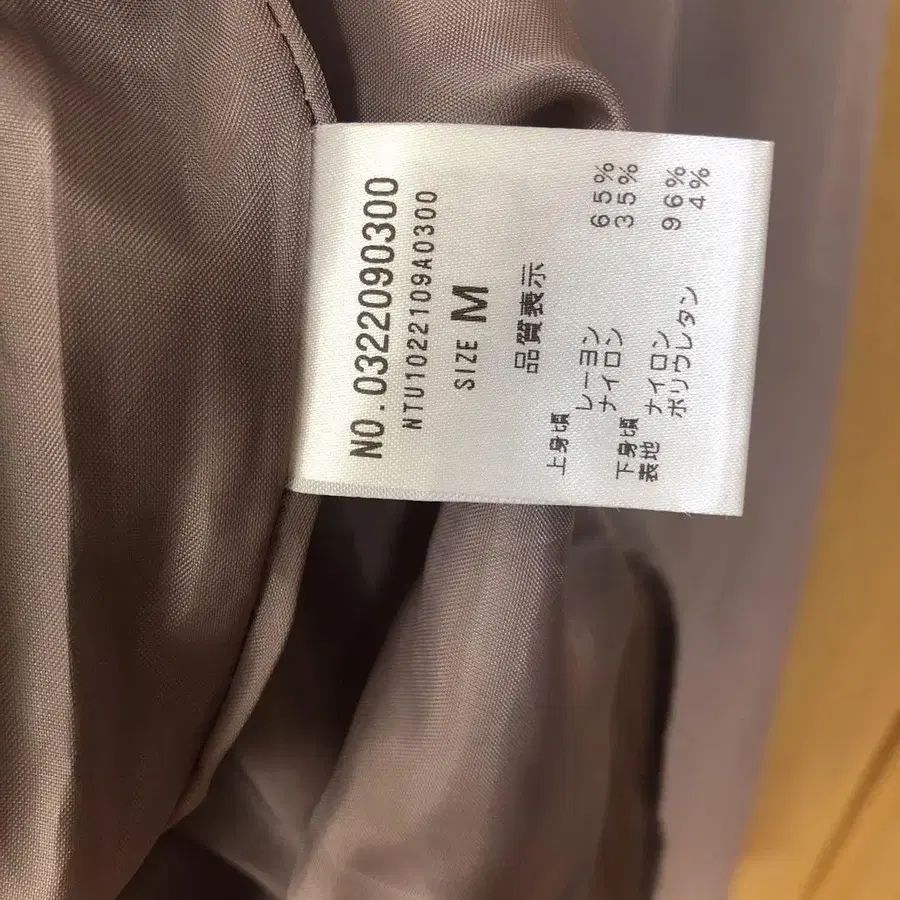 NO.0322090300
NTU1022109A0300
SIZE M
品質表示
上身頃
レーヨン 65%
ナイロン 35%
下身頃
表地
ナイロン 96%
ポリウレタン 4%